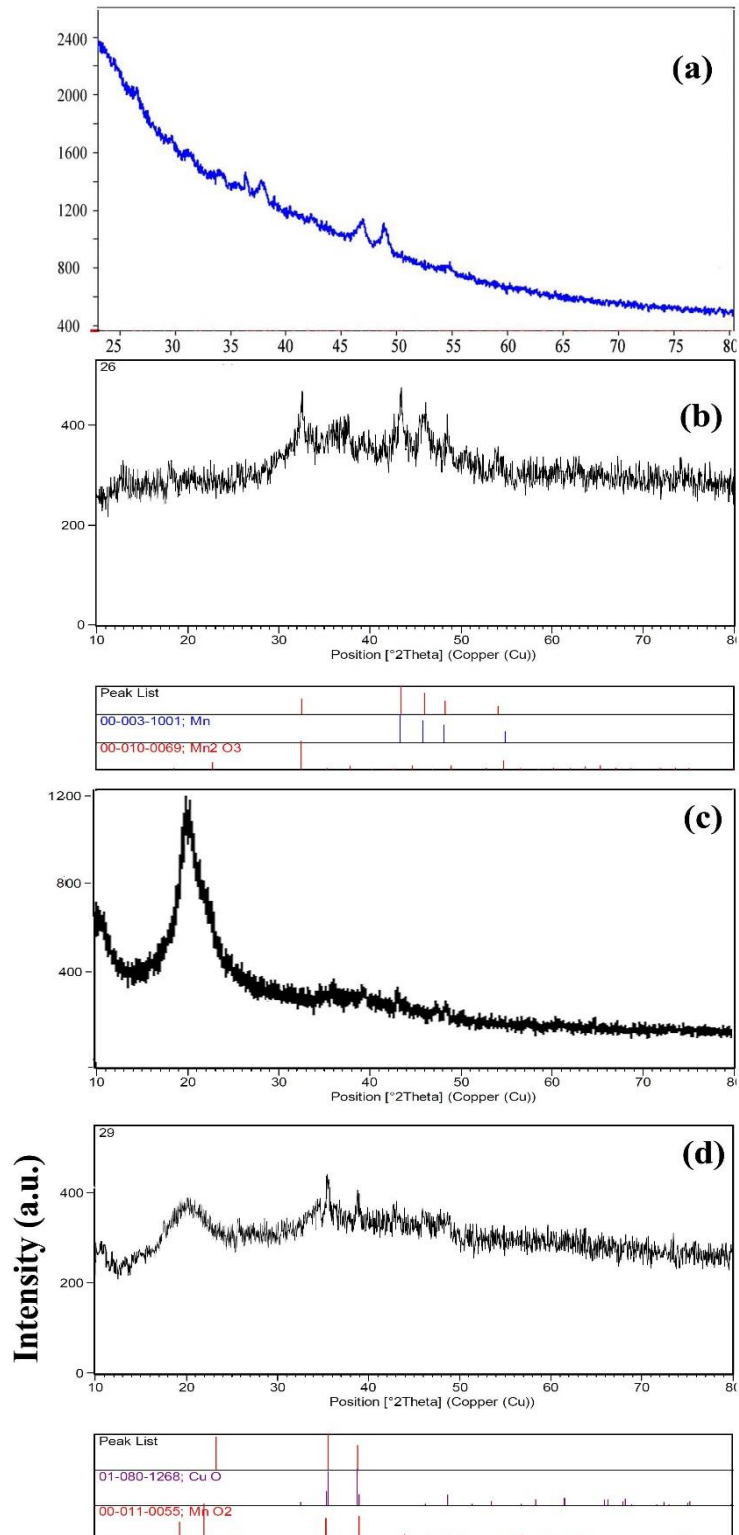 2400
2000
1600
1200
800
400
(a)
25 30 35 40 45 50 55 60 65 70 75 80
26
(b)
400
200
0
10 20 30 40 50 60 70 8
Position [°2Theta] (Copper (Cu))
Peak List
00-003-1001; Mn
00-010-0069; Mn2 O3
1200
(c)
800
400
10 20 30 40 50 60 70 8
Position [°2Theta] (Copper (Cu))
29
(d)
Intensity (a.u.)
400
200
0
10 20 30 40 50 60 70 8
Position [°2Theta] (Copper (Cu))
Peak List
01-080-1268; Cu O
00-011-0055; Mn O2